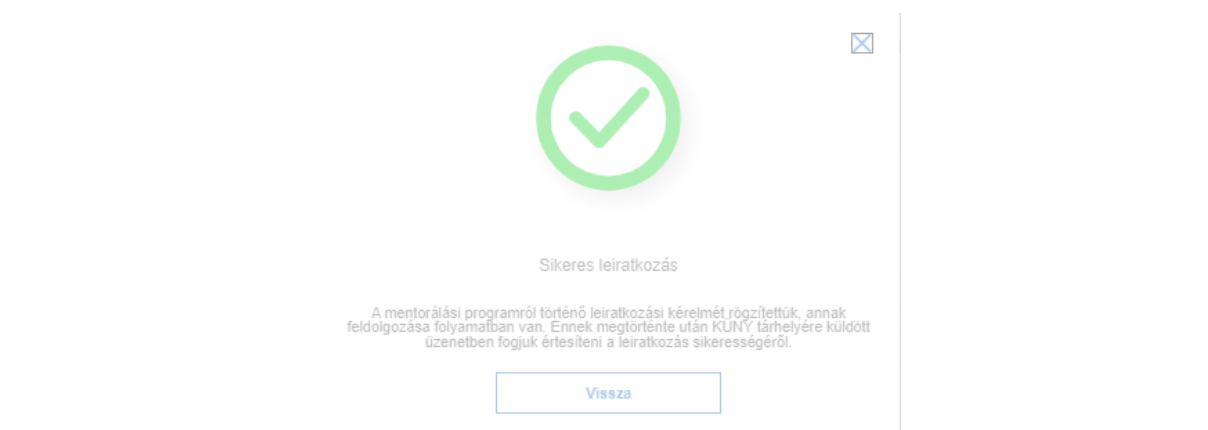 Sikeres leiratkozás
A mentorálási programról történő leiratkozási kérelmét rögzítettük, annak
feldolgozása folyamatban van. Ennek megtörténte után KÜNY tárhelyére küldött
üzenetben fogjuk értesíteni a leiratkozás sikerességéről.
Vissza